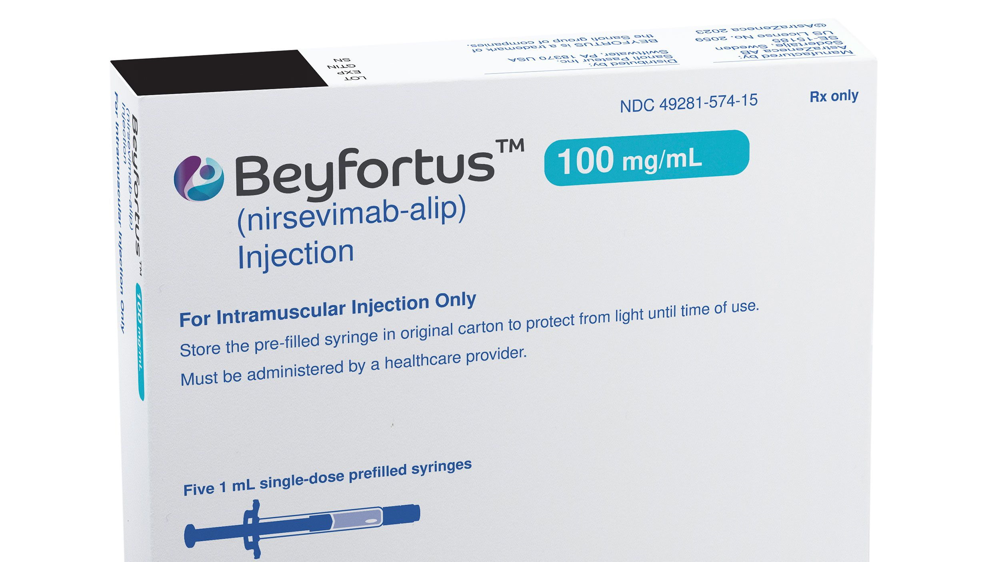 Manufactured by:
AstraZeneca AB
Södertälje, Sweden
SE-15185
US License No. 2059
©AstraZeneca 2023
Distributed by:
Sanofi Pasteur Inc.
Swiftwater, PA 18370 USA
BEYFORTUS is a trademark of
the Sanofi group of companies.
LOT
EXP
GTIN
SN
NDC 49281-574-15
Rx only
Beyfortus™
100 mg/mL
(nirsevimab-alip)
Injection
For Intramuscular Injection Only
Store the pre-filled syringe in original carton to protect from light until time of use.
Must be administered by a healthcare provider.
Five 1 mL single-dose prefilled syringes
Beyfortus™ 100 mg/mL
(nirsevimab-alip)
Injection
For Intramuscular Injection Only